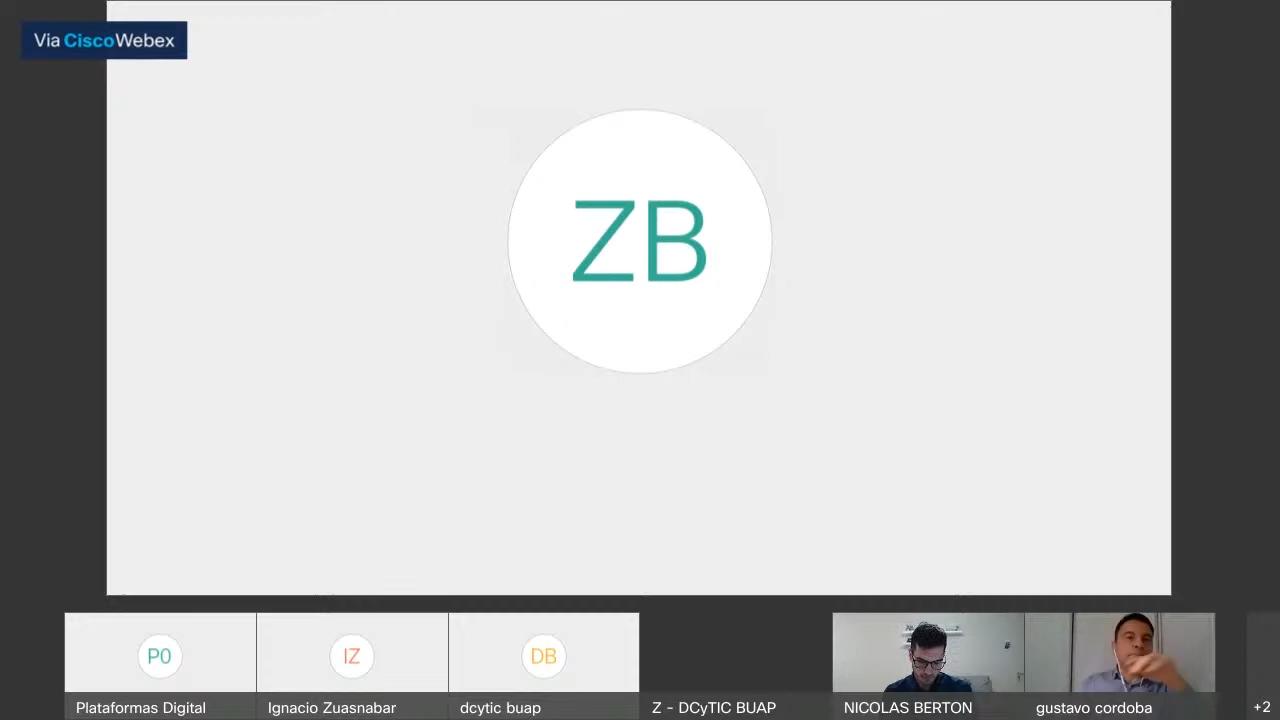 Via CiscoWebex
ZB
P0
IZ
DB
Plataformas Digital
Ignacio Zuasnabar
dcytic buap
Z - DCyTIC BUAP
NICOLAS BERTON
gustavo cordoba
+2